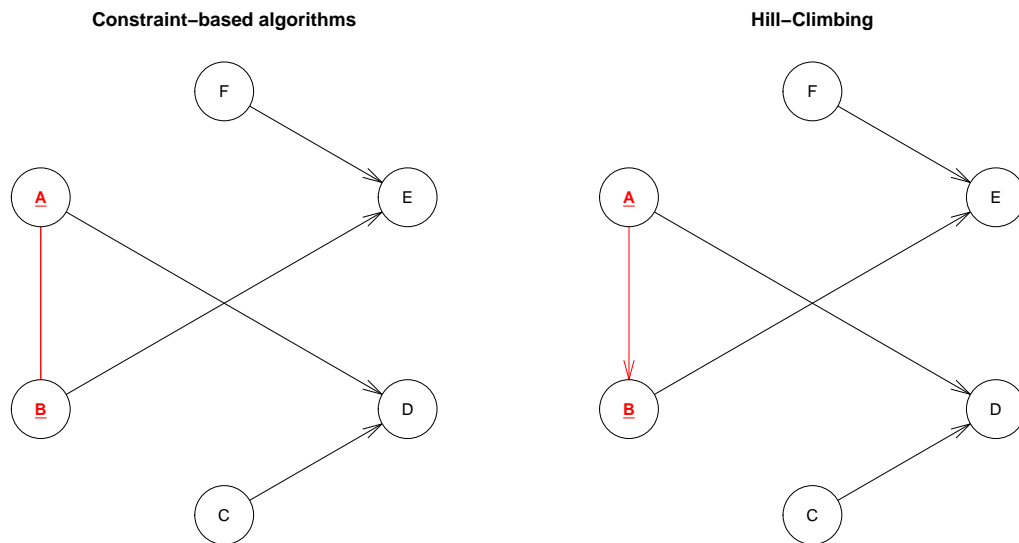 Constraint−based algorithms
F
A
E
B
D
C
Hill−Climbing
F
A
E
B
D
C